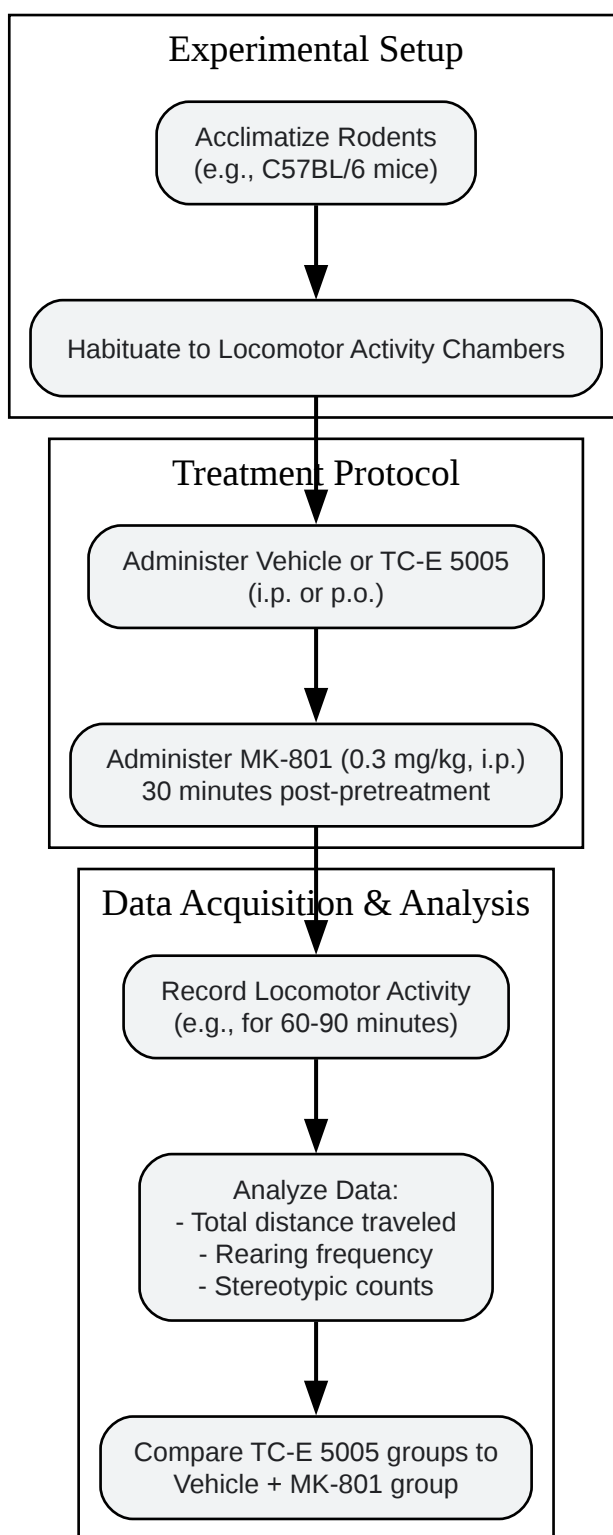 Experimental Setup
Acclimatize Rodents
(e.g., C57BL/6 mice)
Habituate to Locomotor Activity Chambers
Treatment Protocol
Administer Vehicle or TC-E 5005
(i.p. or p.o.)
Administer MK-801 (0.3 mg/kg, i.p.)
30 minutes post-pretreatment
Data Acquisition & Analysis
Record Locomotor Activity
(e.g., for 60-90 minutes)
Analyze Data:
- Total distance traveled
- Rearing frequency
- Stereotypic counts
Compare TC-E 5005 groups to
Vehicle + MK-801 group